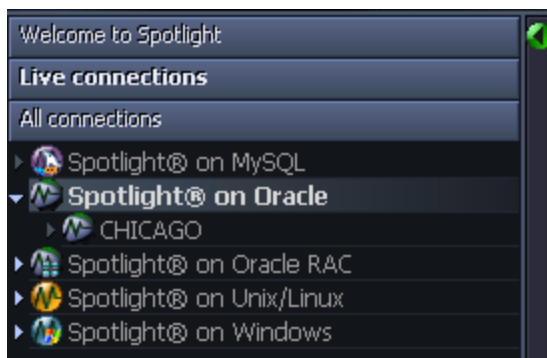 Welcome to Spotlight
Live connections
All connections
Spotlight® on MySQL
Spotlight® on Oracle
CHICAGO
Spotlight® on Oracle RAC
Spotlight® on Unix/Linux
Spotlight® on Windows